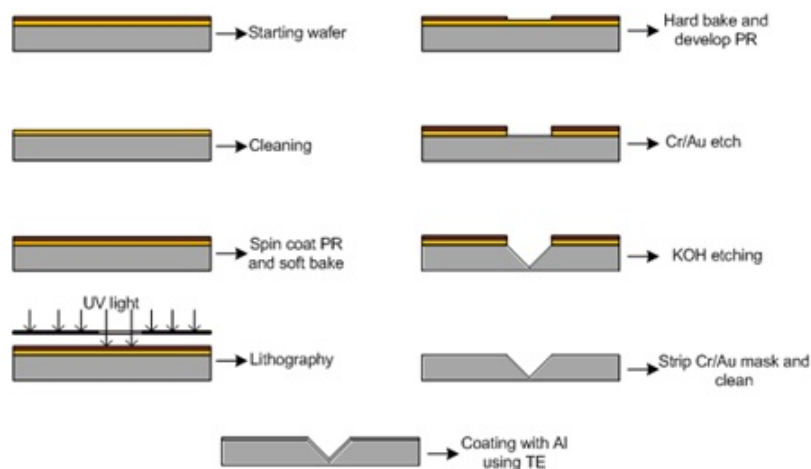 Starting wafer
Cleaning
Spin coat PR
and soft bake
UV light
Lithography
Hard bake and
develop PR
Cr/Au etch
KOH etching
Strip Cr/Au mask and
clean
Coating with Al
using TE